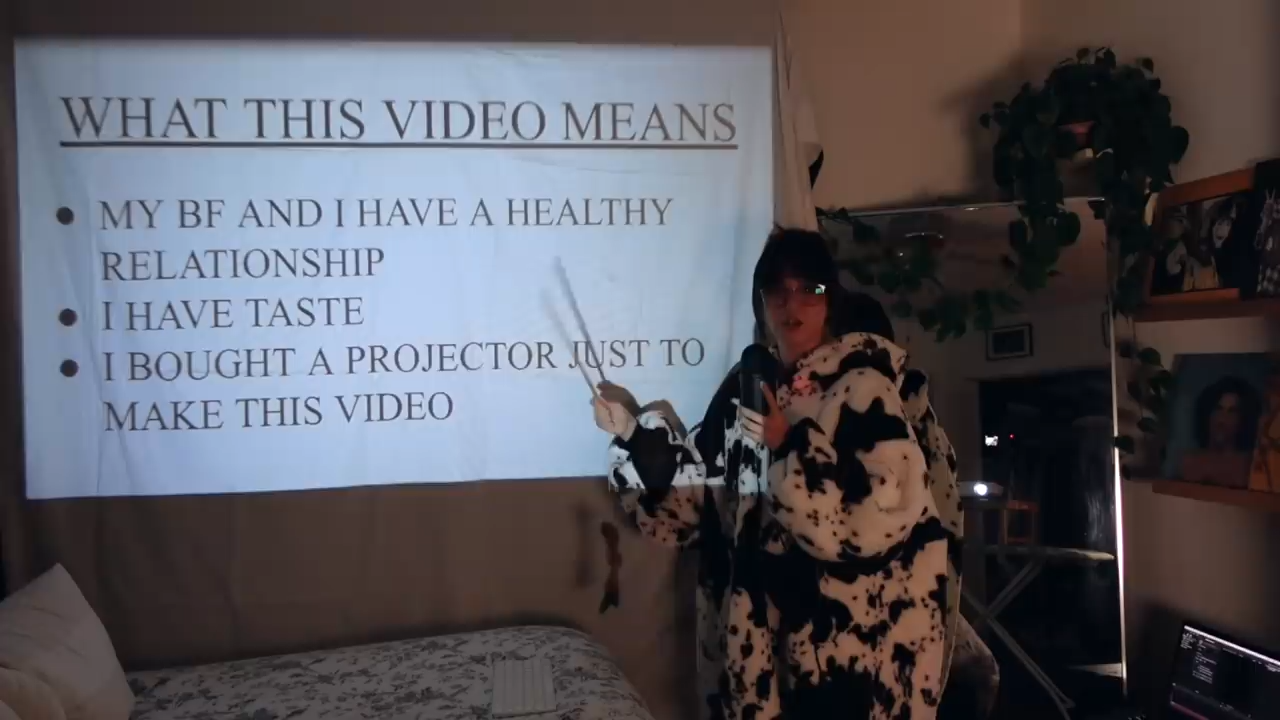 WHAT THIS VIDEO MEANS
● MY BF AND I HAVE A HEALTHY
RELATIONSHIP
● I HAVE TASTE
● I BOUGHT A PROJECTOR JUST TO
MAKE THIS VIDEO